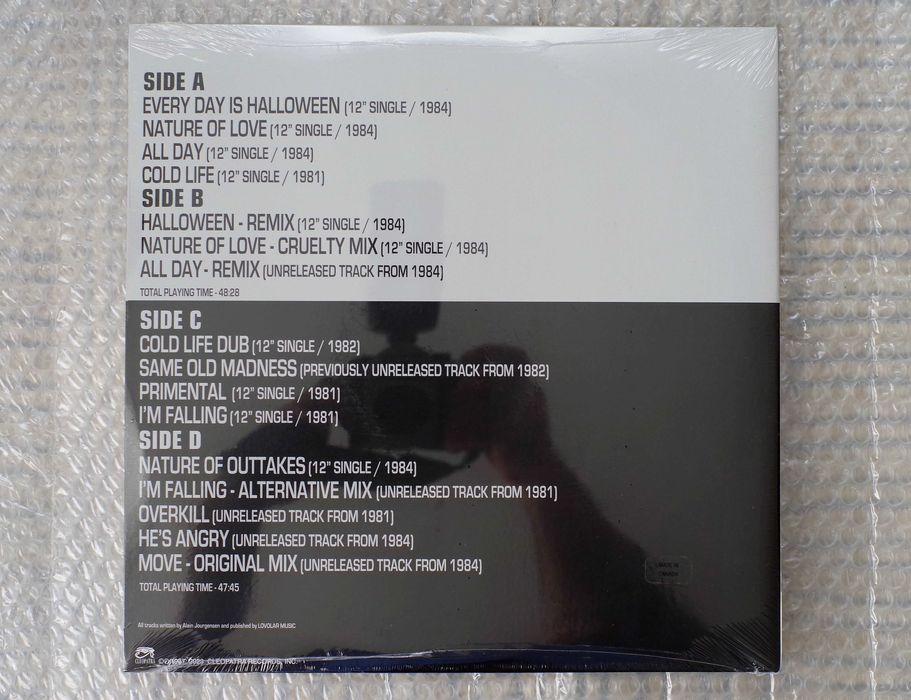 SIDE A
EVERY DAY IS HALLOWEEN (12" SINGLE / 1984)
NATURE OF LOVE (12" SINGLE / 1984)
ALL DAY (12" SINGLE / 1984)
COLD LIFE (12" SINGLE / 1981)
SIDE B
HALLOWEEN - REMIX (12" SINGLE / 1984)
NATURE OF LOVE - CRUELTY MIX (12" SINGLE / 1984)
ALL DAY - REMIX (UNRELEASED TRACK FROM 1984)
TOTAL PLAYING TIME - 48:28
SIDE C
COLD LIFE DUB (12" SINGLE / 1982)
SAME OLD MADNESS (PREVIOUSLY UNRELEASED TRACK FROM 1982)
PRIMENTAL (12" SINGLE / 1981)
I'M FALLING (12" SINGLE / 1981)
SIDE D
NATURE OF OUTTAKES (12" SINGLE / 1984)
I'M FALLING - ALTERNATIVE MIX (UNRELEASED TRACK FROM 1981)
OVERKILL (UNRELEASED TRACK FROM 1981)
HE'S ANGRY (UNRELEASED TRACK FROM 1984)
MOVE - ORIGINAL MIX (UNRELEASED TRACK FROM 1984)
TOTAL PLAYING TIME - 47:45
MADE IN
CANADA
All tracks written by Alain Jourgensen and published by LOVOLAR MUSIC
CLEOPATRA
CLEOPATRA RECORDS, INC.